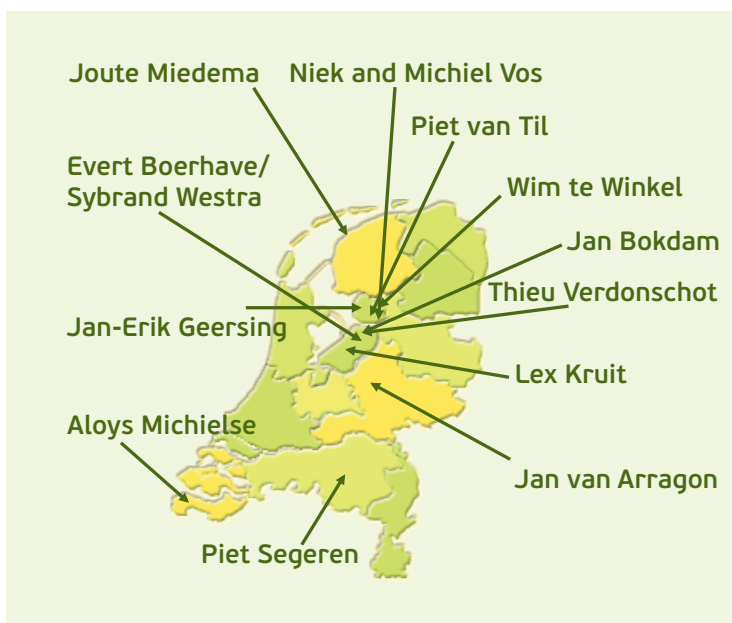 Joute Miedema
Niek and Michiel Vos
Piet van Til
Evert Boerhave/
Sybrand Westra
Wim te Winkel
Jan Bokdam
Thieu Verdonschot
Jan-Erik Geersing
Lex Kruit
Aloys Michielse
Jan van Arragon
Piet Segeren